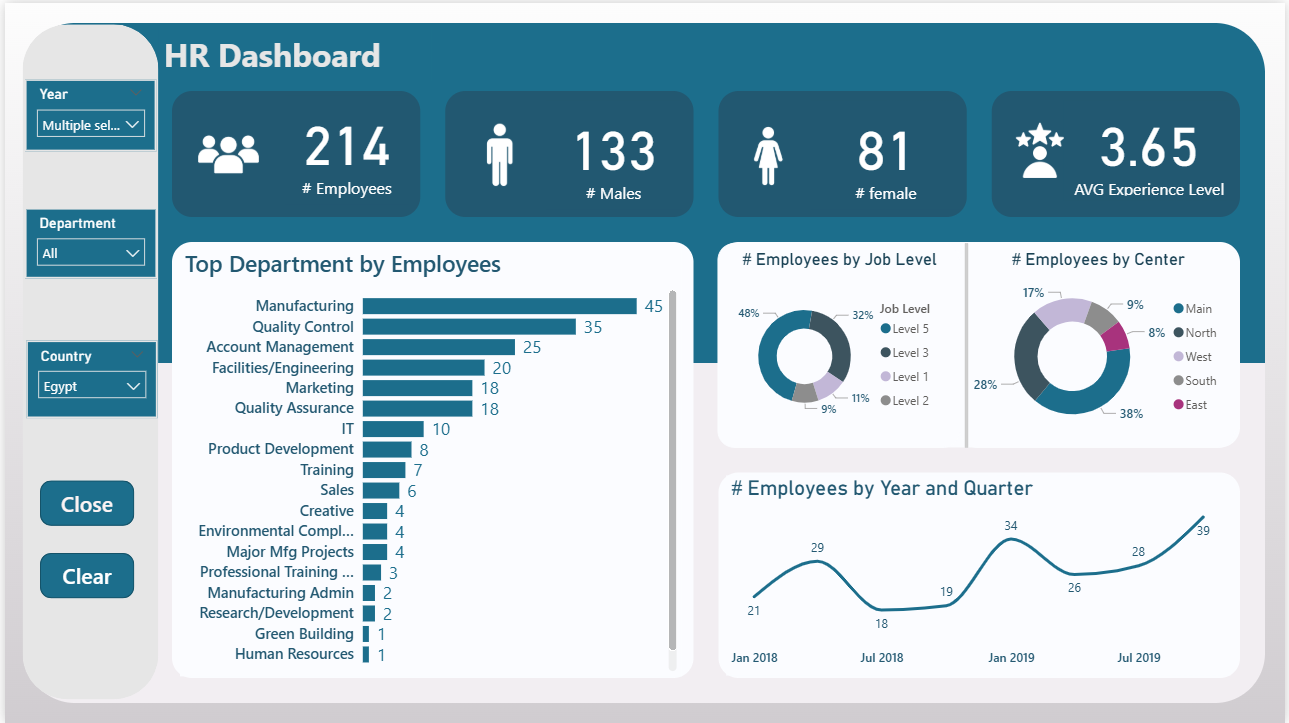 HR Dashboard
Year
Multiple sel...
Department
All
Country
Egypt
Close
Clear
214
# Employees
133
# Males
81
# female
3.65
AVG Experience Level
Top Department by Employees
Manufacturing 45
Quality Control 35
Account Management 25
Facilities/Engineering 20
Marketing 18
Quality Assurance 18
IT 10
Product Development 8
Training 7
Sales 6
Creative 4
Environmental Compl... 4
Major Mfg Projects 4
Professional Training ... 3
Manufacturing Admin 2
Research/Development 2
Green Building 1
Human Resources 1
# Employees by Job Level
48%
32%
11%
9%
Job Level
Level 5
Level 3
Level 1
Level 2
# Employees by Center
17%
9%
8%
28%
38%
Main
North
West
South
East
# Employees by Year and Quarter
21
29
18
19
34
26
28
39
Jan 2018
Jul 2018
Jan 2019
Jul 2019